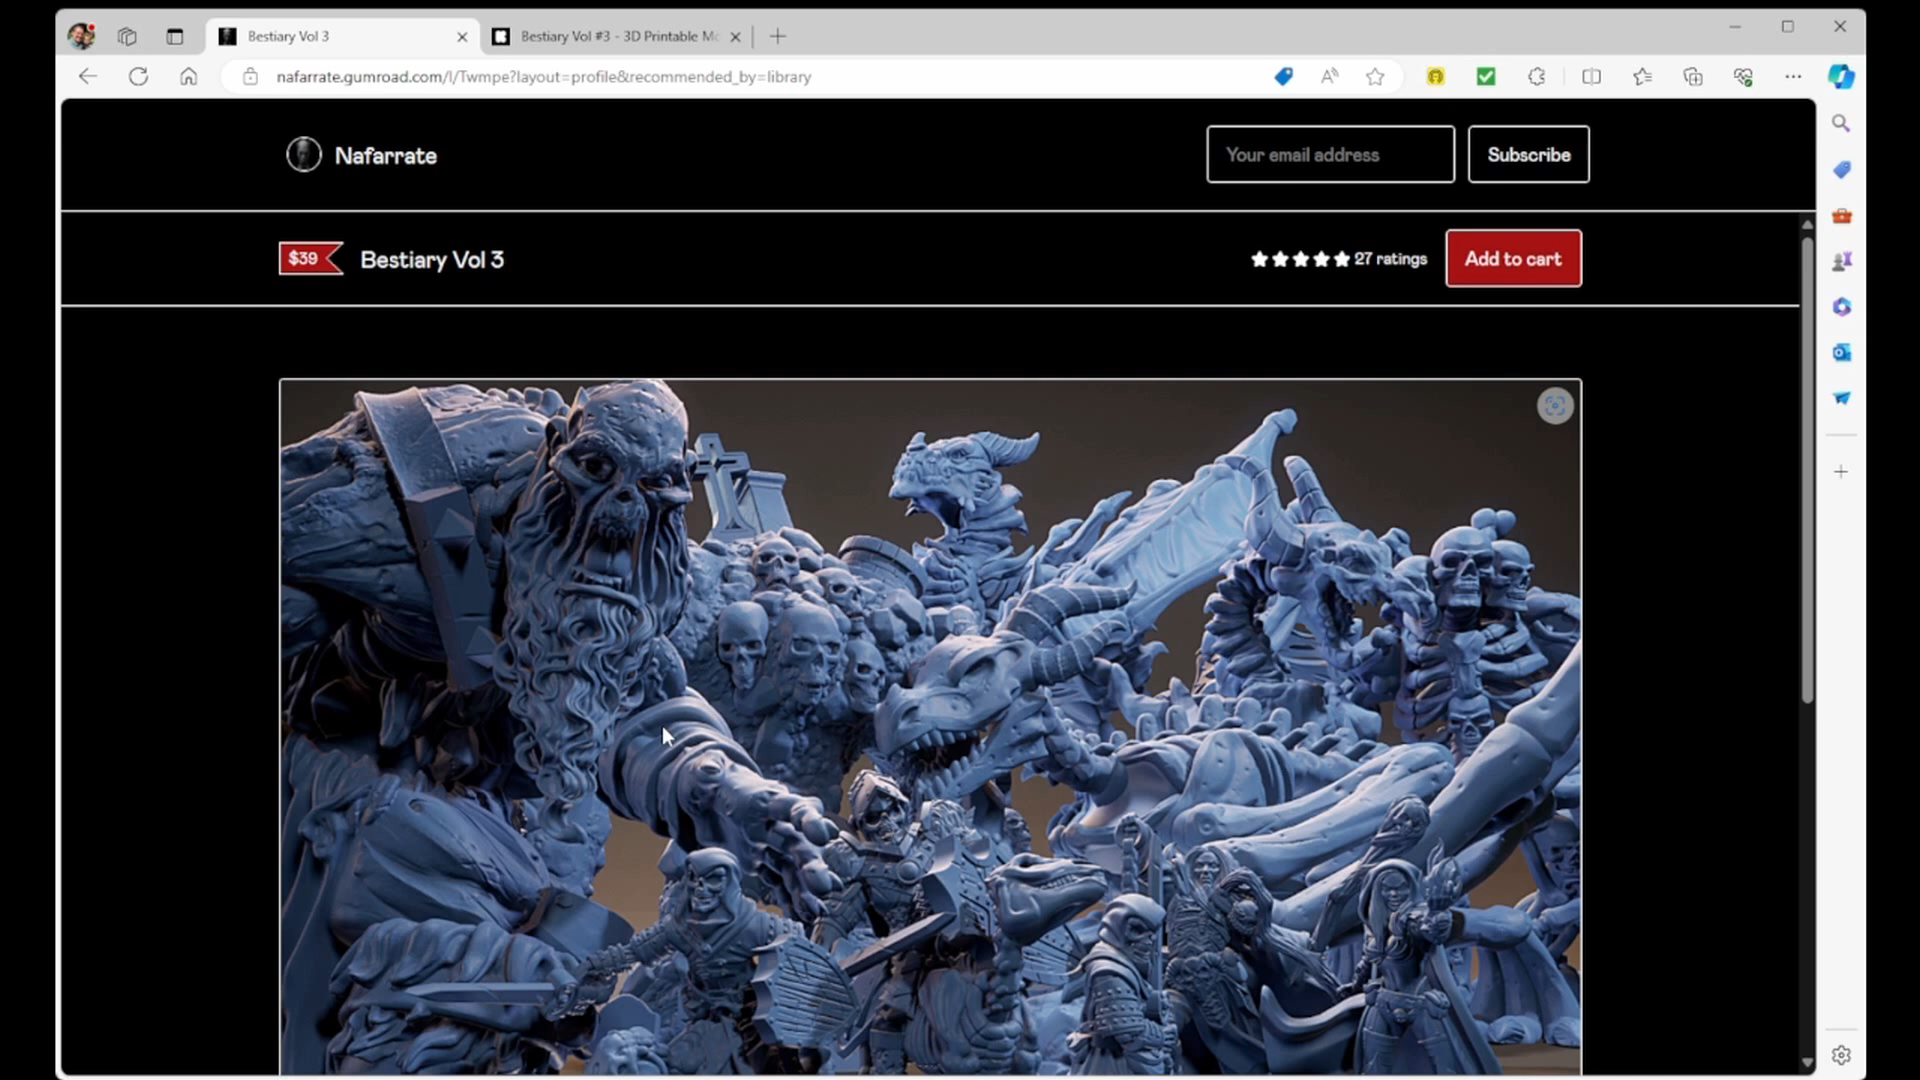 Bestiary Vol 3
Bestiary Vol #3 - 3D Printable Mo
nafarrate.gumroad.com/l/Twmpe?layout=profile&recommended_by=library
Nafarrate
Your email address
Subscribe
$39
Bestiary Vol 3
27 ratings
Add to cart